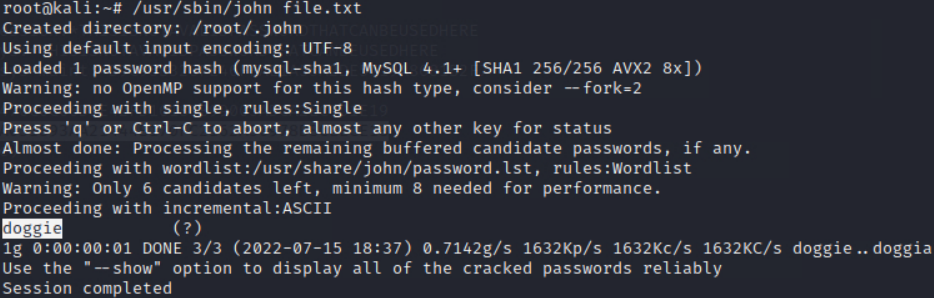 root@kali:~# /usr/sbin/john file.txt
Created directory: /root/.john
Using default input encoding: UTF-8
Loaded 1 password hash (mysql-sha1, MySQL 4.1+ [SHA1 256/256 AVX2 8x])
Warning: no OpenMP support for this hash type, consider --fork=2
Proceeding with single, rules:Single
Press 'q' or Ctrl-C to abort, almost any other key for status
Almost done: Processing the remaining buffered candidate passwords, if any.
Proceeding with wordlist:/usr/share/john/password.lst, rules:Wordlist
Warning: Only 6 candidates left, minimum 8 needed for performance.
Proceeding with incremental:ASCII
doggie           (?)
1g 0:00:00:01 DONE 3/3 (2022-07-15 18:37) 0.7142g/s 1632Kp/s 1632Kc/s 1632KC/s doggie..doggia
Use the "--show" option to display all of the cracked passwords reliably
Session completed